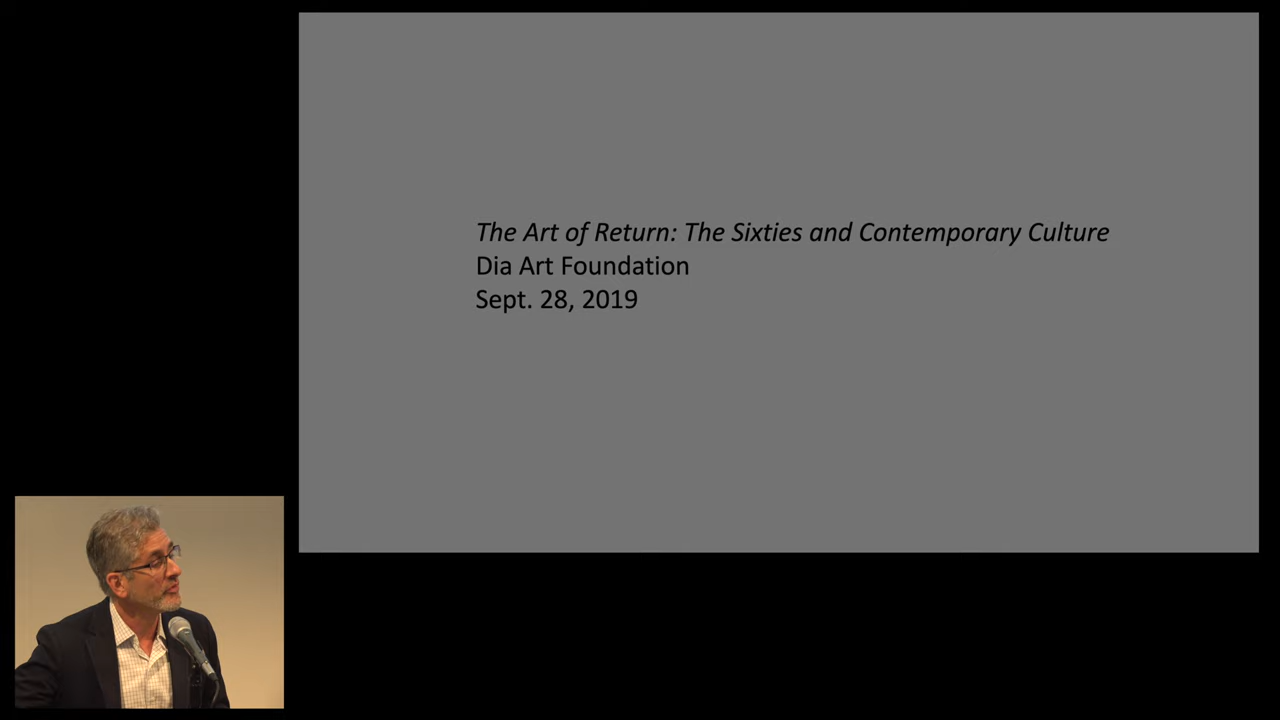 The Art of Return: The Sixties and Contemporary Culture
Dia Art Foundation
Sept. 28, 2019